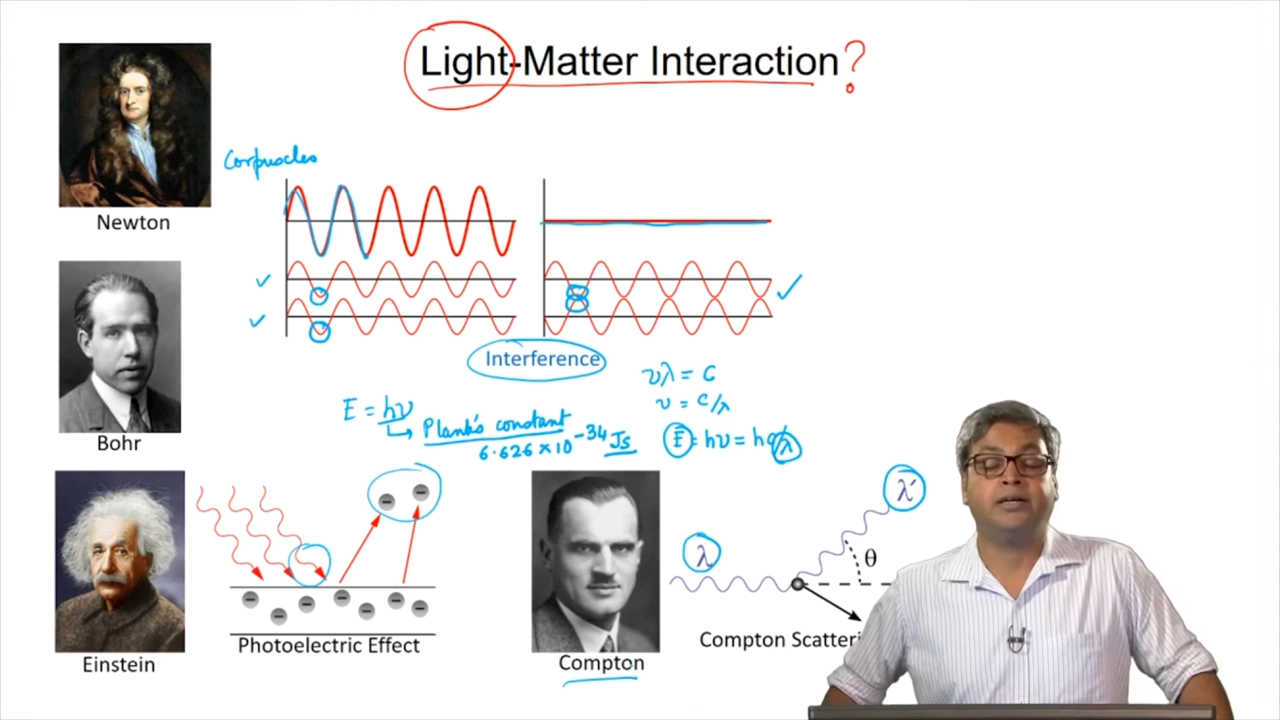 Light-Matter Interaction?
Newton
Corpuscles
Interference
νλ = C
ν = C/λ
E = hν
Plank's constant
6.626 × 10⁻³⁴ Js
E = hν = hc/λ
Bohr
Einstein
Photoelectric Effect
Compton
λ
λ'
θ
Compton Scatteri